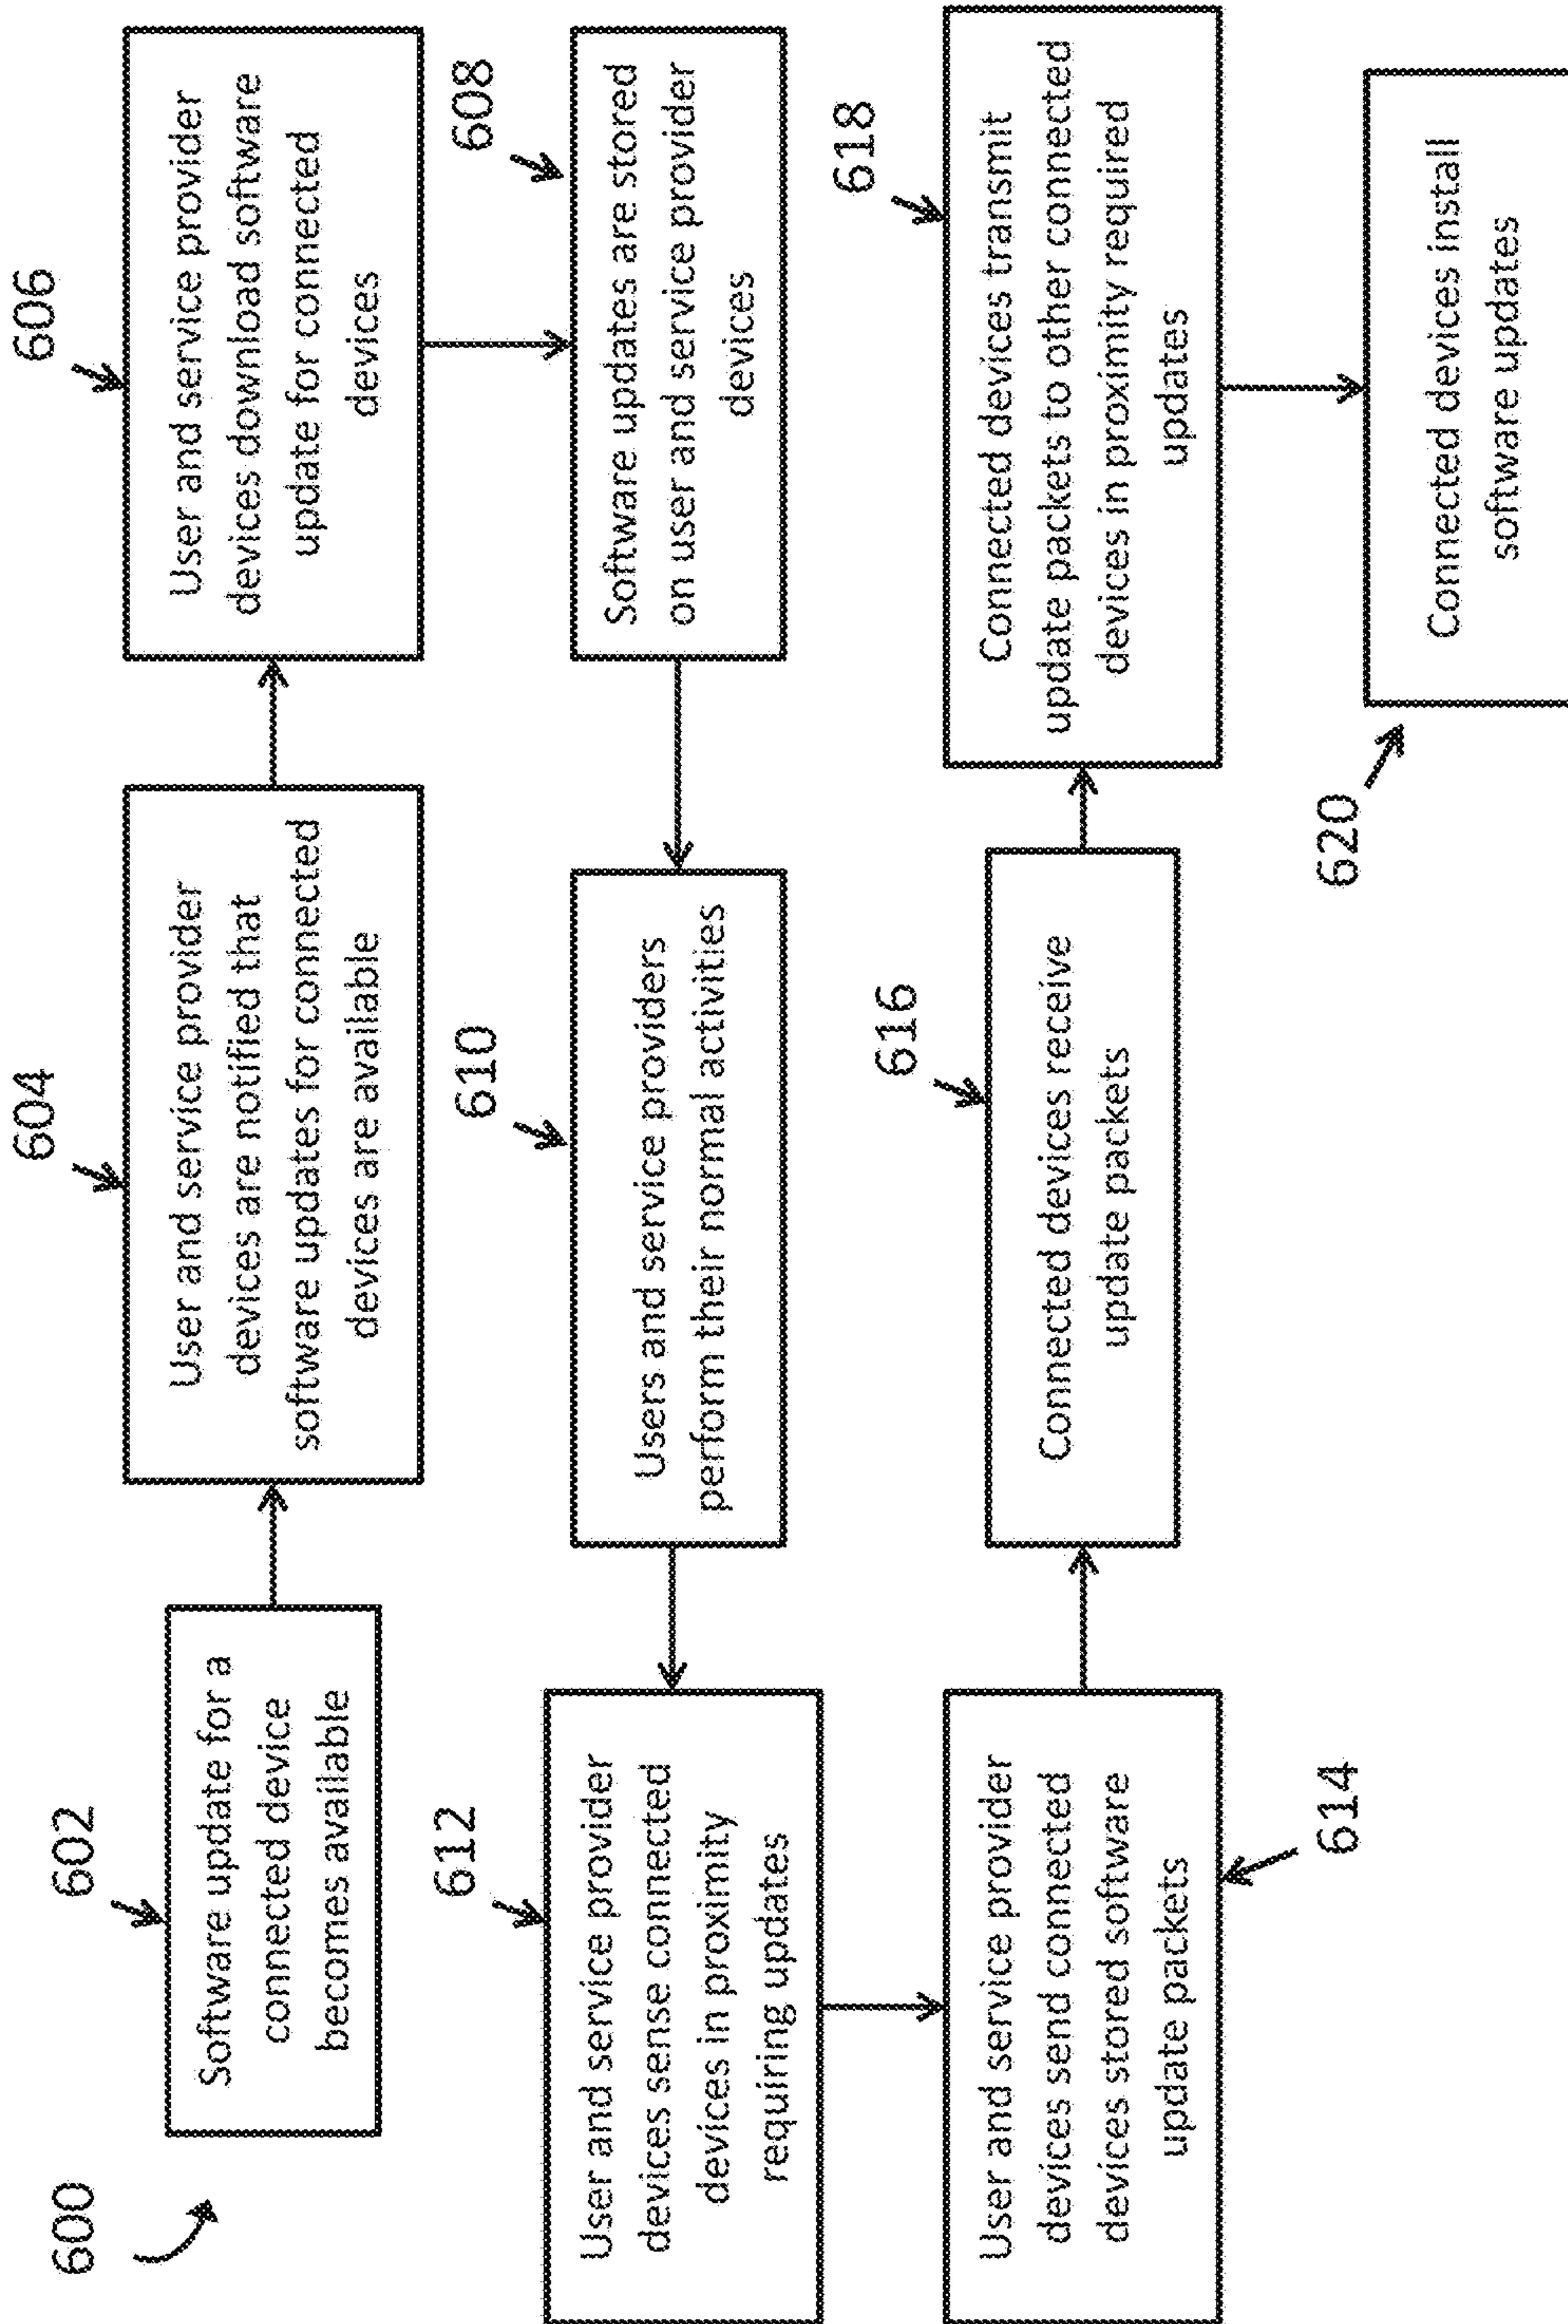 600
602
Software update for a
connected device
becomes available
604
User and service provider
devices are notified that
software updates for connected
devices are available
606
User and service provider
devices download software
update for connected
devices
608
Software updates are stored
on user and service provider
devices
610
Users and service providers
perform their normal activities
612
User and service provider
devices sense connected
devices in proximity
requiring updates
614
User and service provider
devices send connected
devices stored software
update packets
616
Connected devices receive
update packets
618
Connected devices transmit
update packets to other connected
devices in proximity required
updates
620
Connected devices install
software updates